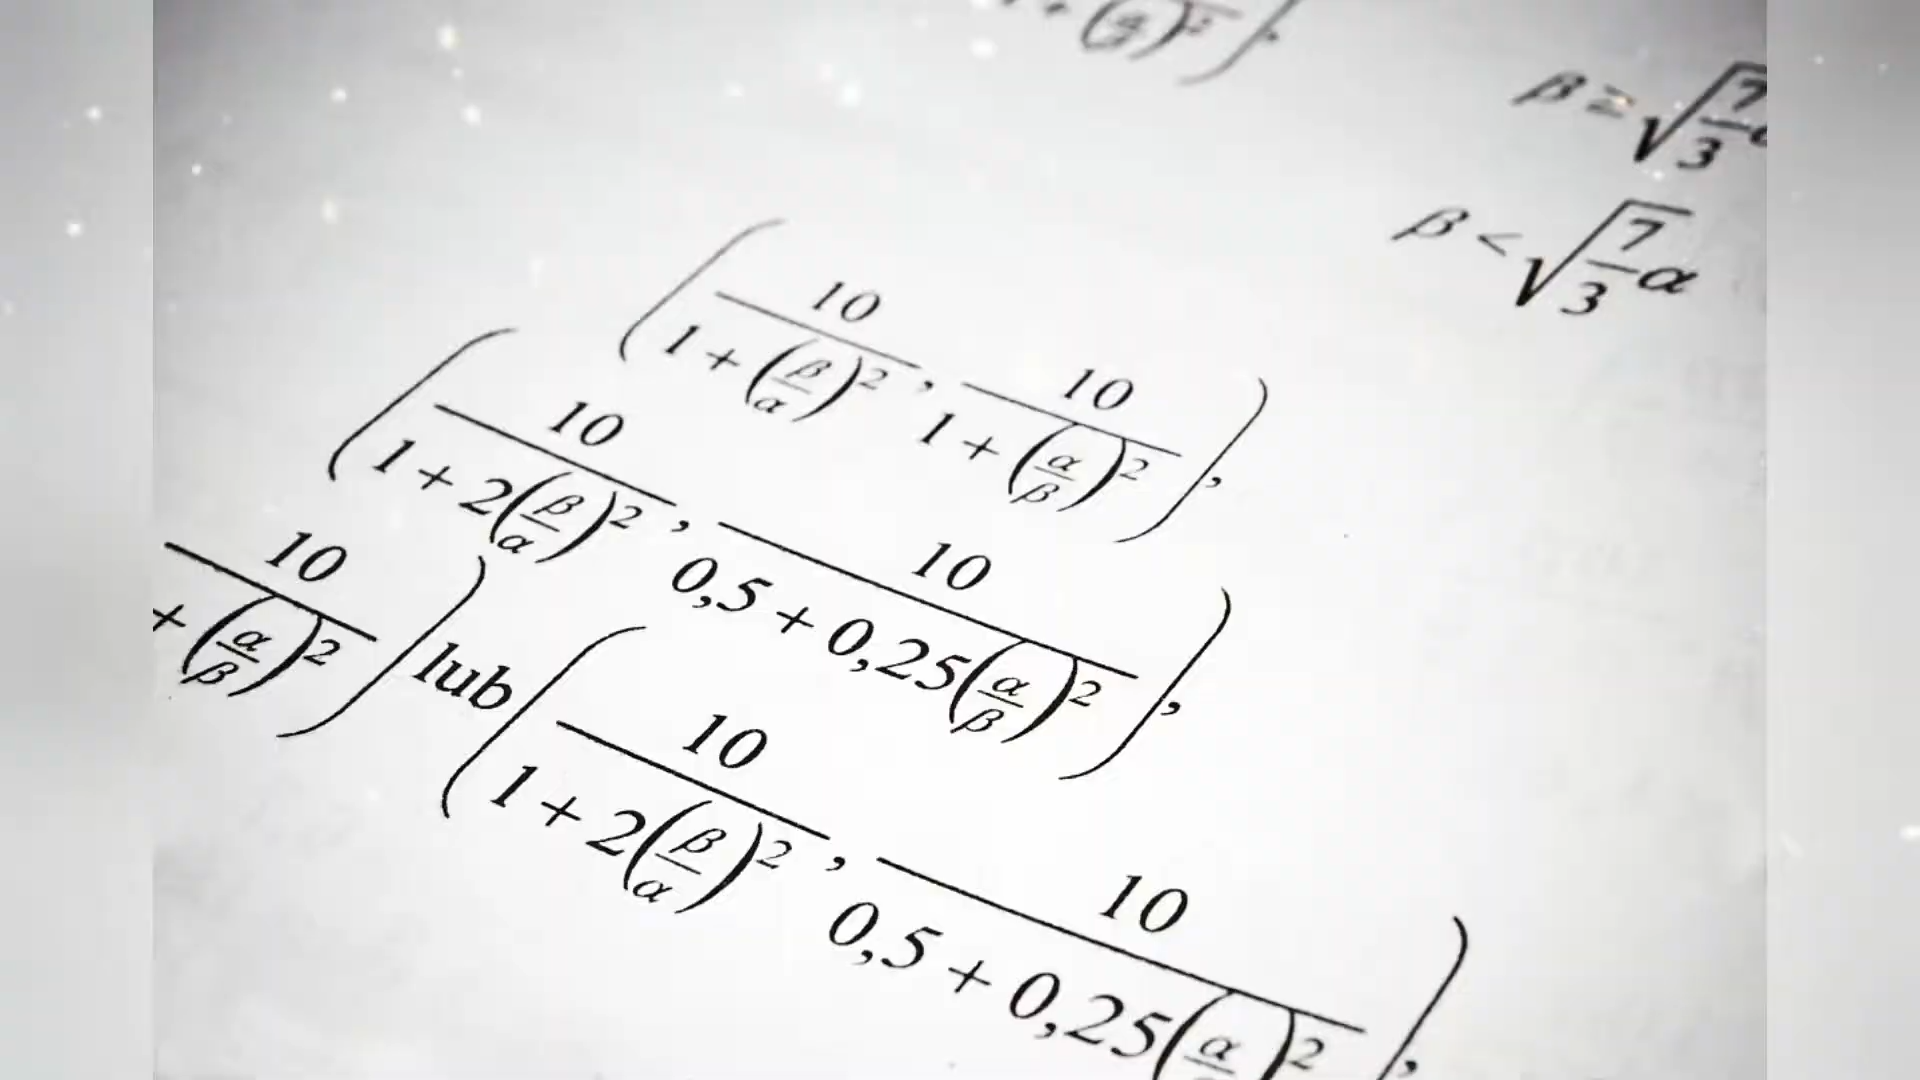 + (α/β)²),
β ≥ √(7/3)
β < √(7/3)α
(10/(1 + (β/α)²), 10/(1 + (α/β)²)),
(10/(1 + 2(β/α)²), 10/(0,5 + 0,25(α/β)²)),
10/(+ (α/β)²)) lub (10/(1 + 2(β/α)²), 10/(0,5 + 0,25(α/)²)),